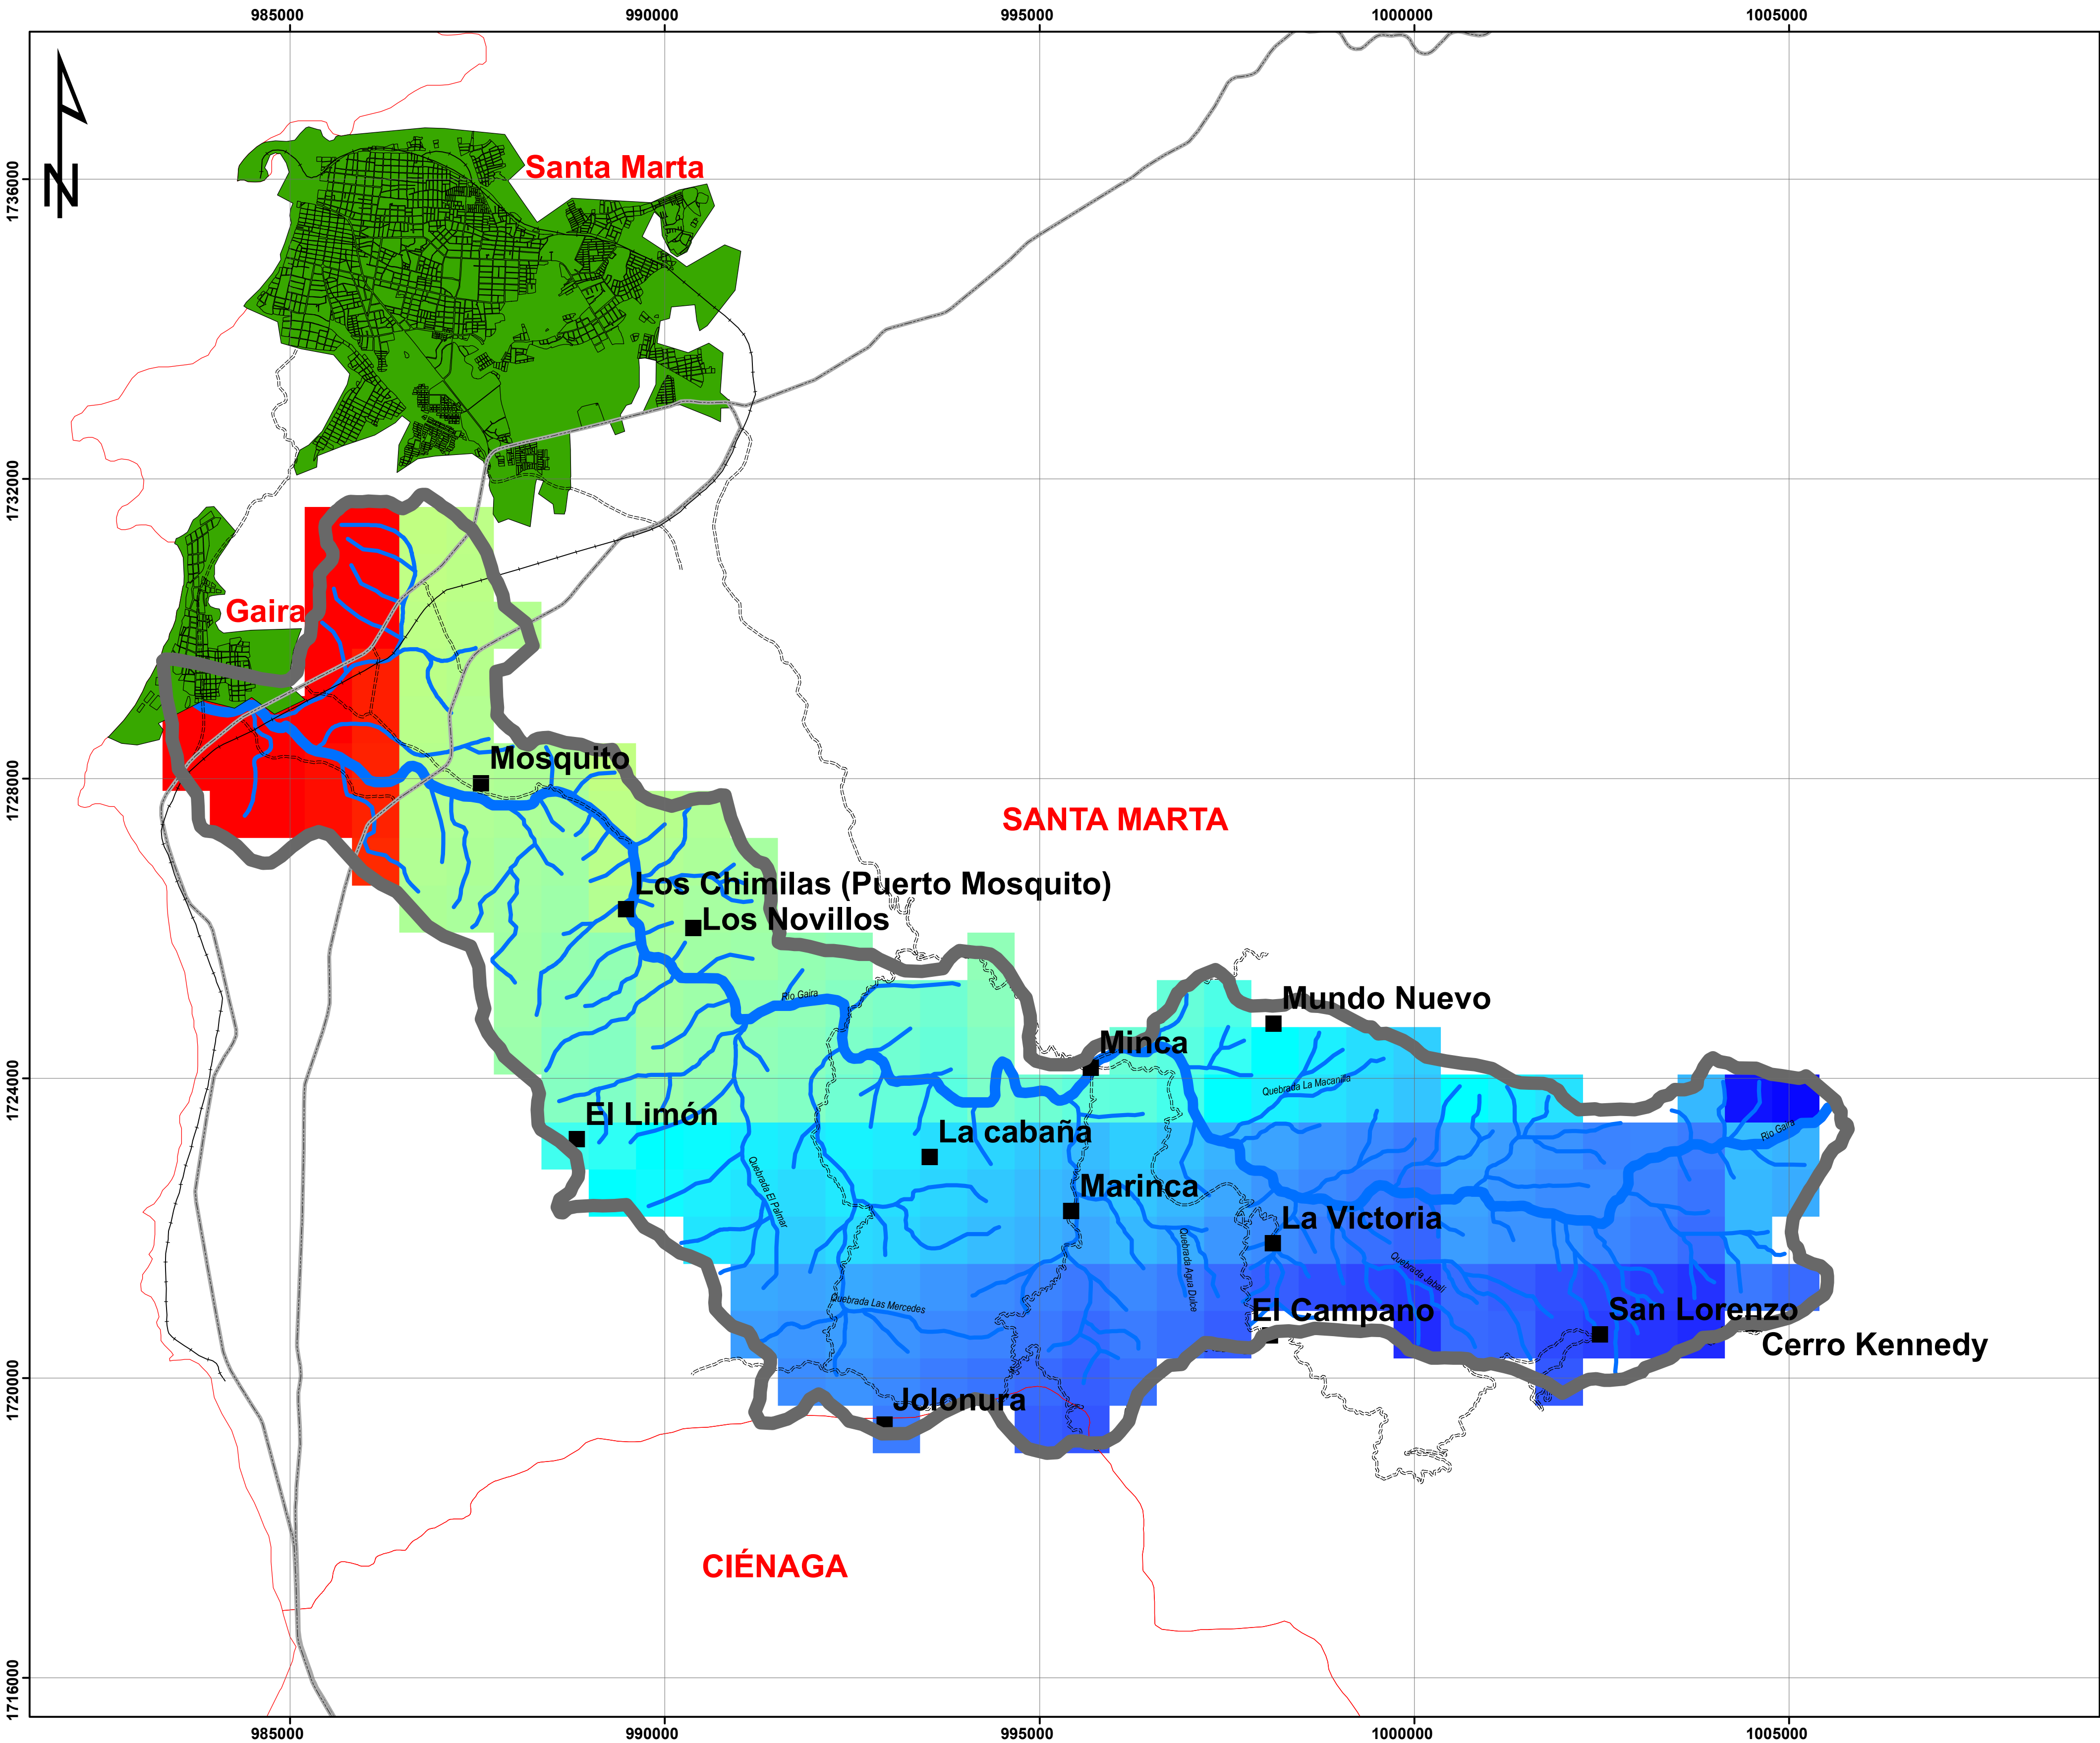 985000
990000
995000
1000000
1005000
1736000
1732000
1728000
1724000
1720000
1716000
N
Santa Marta
Gaira
Mosquito
SANTA MARTA
Los Chimilas (Puerto Mosquito)
Los Novillos
Rio Gaira
Mundo Nuevo
Minca
Quebrada La Macanilla
El Limón
La cabaña
Rio Gaira
Quebrada El Palmar
Marinca
La Victoria
Quebrada Agua Dulce
Quebrada Jabalí
Quebrada Las Mercedes
El Campano
San Lorenzo
Cerro Kennedy
Jolonura
CIÉNAGA
985000
990000
995000
1000000
1005000